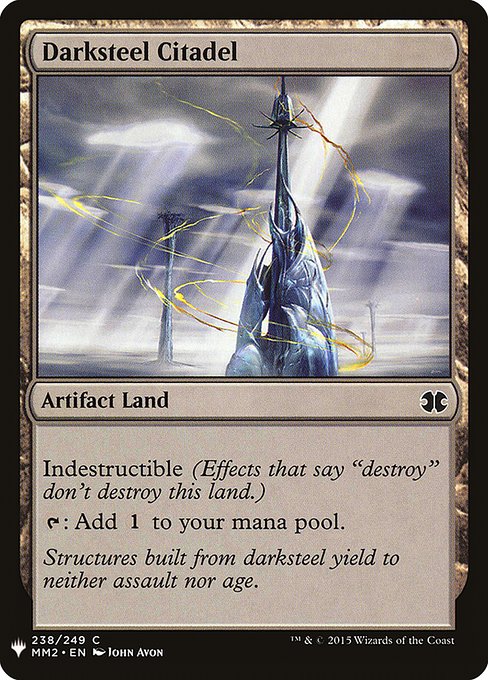 Darksteel Citadel
Artifact Land
Indestructible (Effects that say “destroy”
don’t destroy this land.)
: Add 1 to your mana pool.
Structures built from darksteel yield to
neither assault nor age.
238/249 C
MM2 • EN John Avon
™ & © 2015 Wizards of the Coast